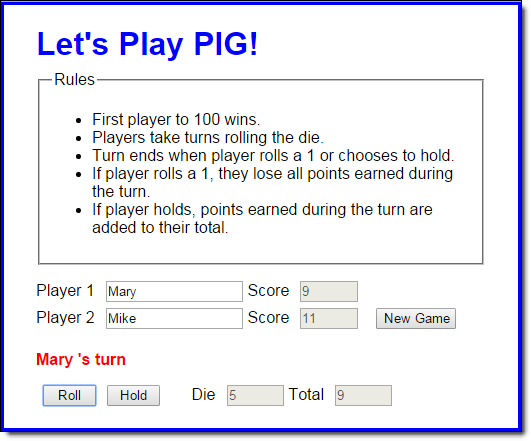 Let's Play PIG!
Rules
First player to 100 wins.
Players take turns rolling the die.
Turn ends when player rolls a 1 or chooses to hold.
If player rolls a 1, they lose all points earned during
the turn.
If player holds, points earned during the turn are
added to their total.
Player 1 Mary Score 9
Player 2 Mike Score 11 New Game
Mary 's turn
Roll Hold Die 5 Total 9